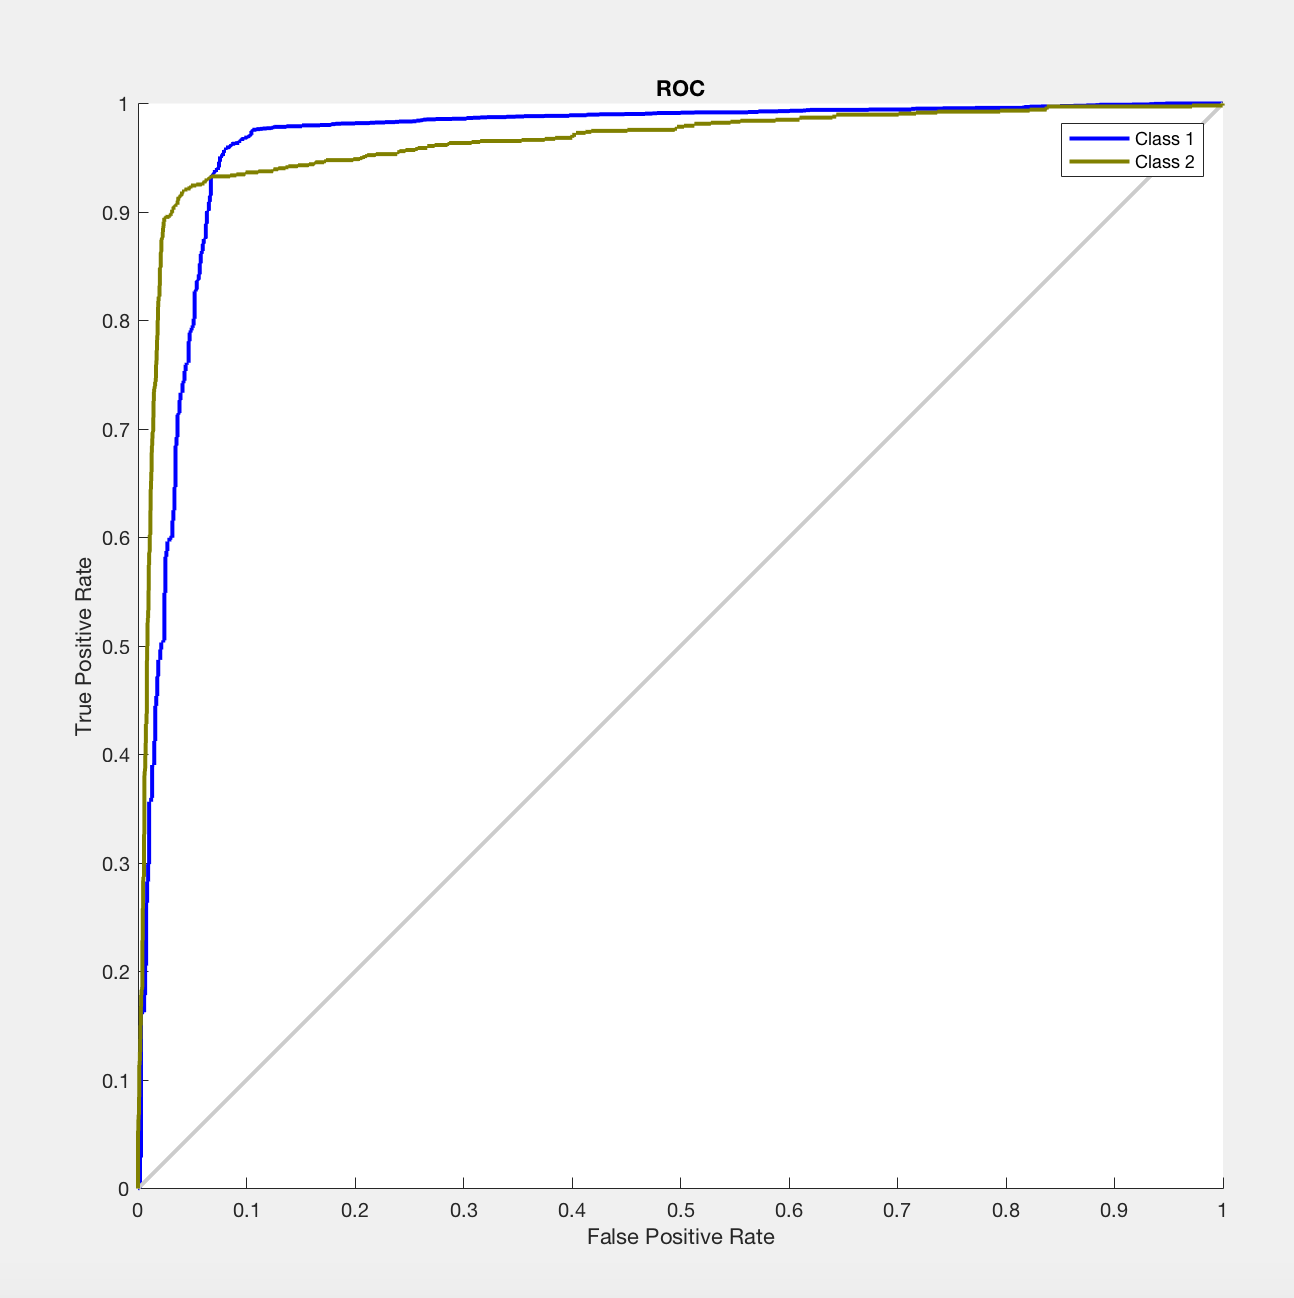 ROC
Class 1
Class 2
1
0.9
0.8
0.7
0.6
0.5
0.4
0.3
0.2
0.1
0
True Positive Rate
0 0.1 0.2 0.3 0.4 0.5 0.6 0.7 0.8 0.9 1
False Positive Rate